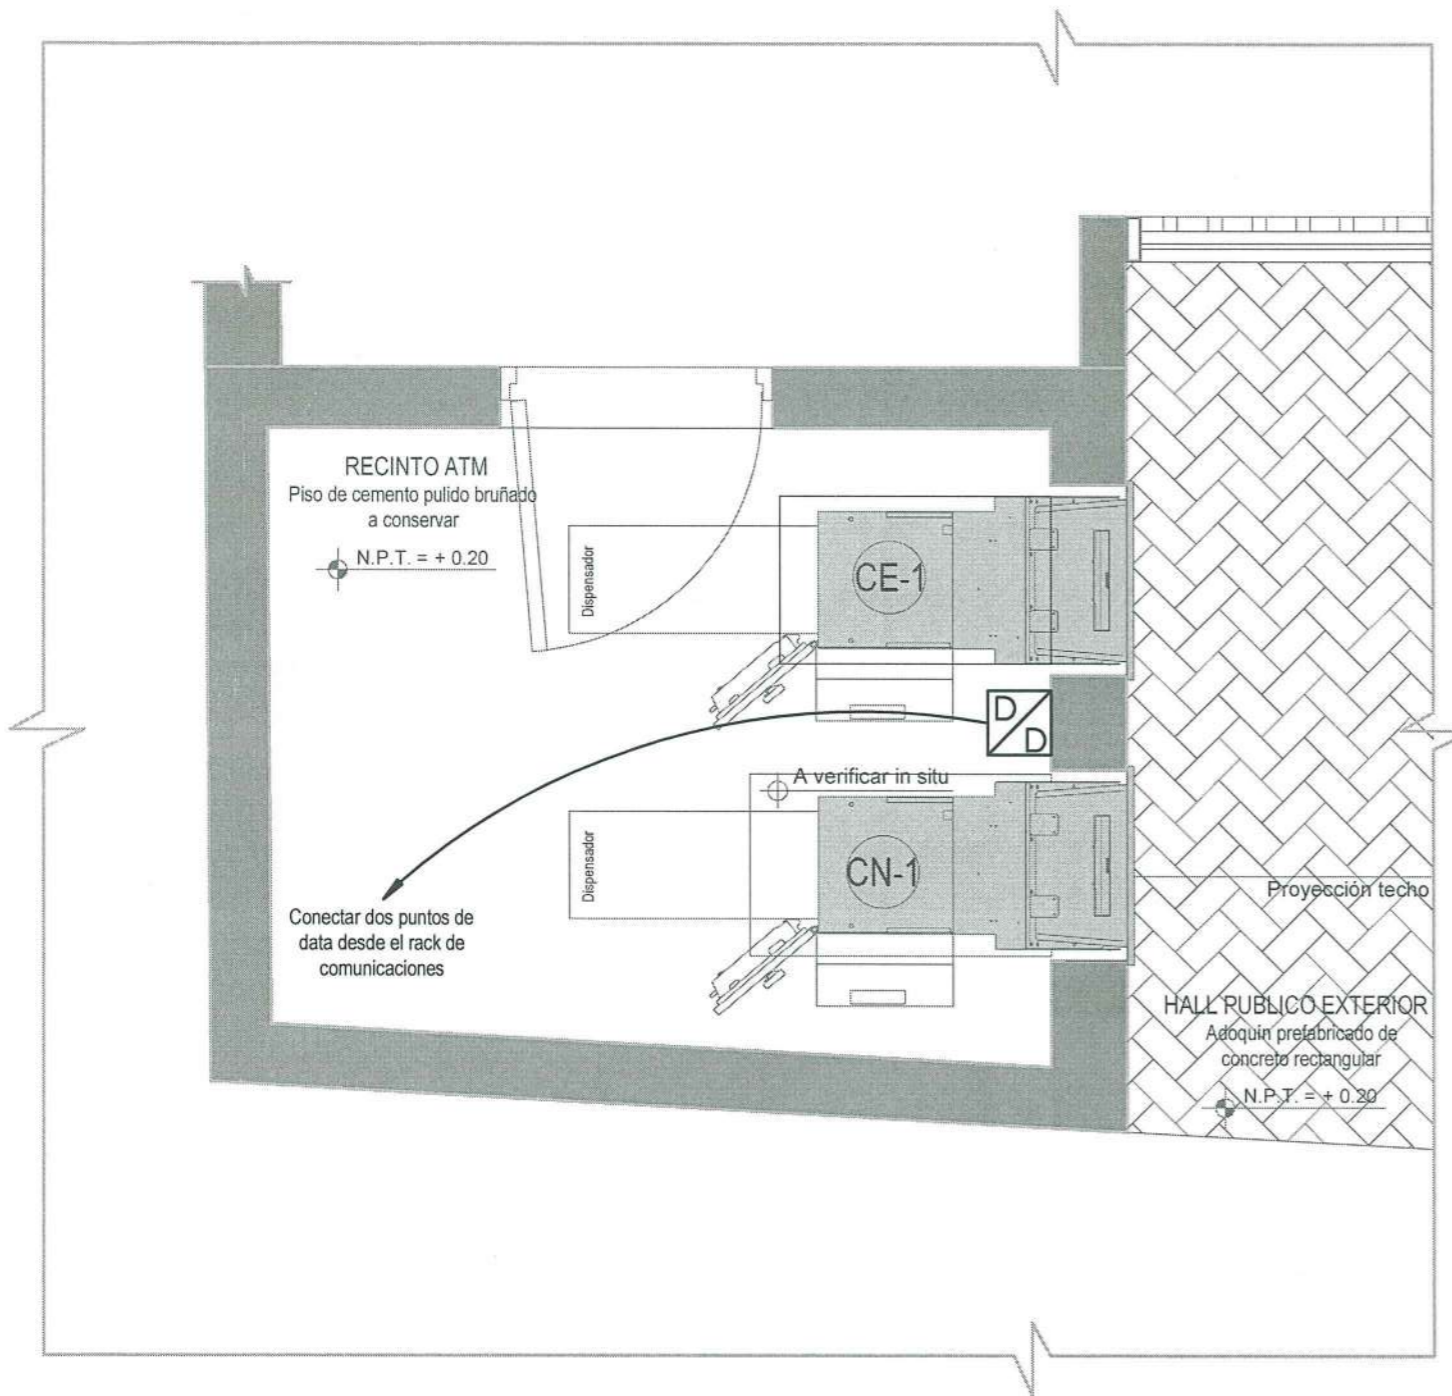 RECINTO ATM
Piso de cemento pulido bruñado
a conservar
N.P.T. = + 0.20
Dispensador
CE-1
D
D
A verificar in situ
Dispensador
CN-1
Conectar dos puntos de
data desde el rack de
comunicaciones
Proyección techo
HALL PUBLICO EXTERIOR
Adoquin prefabricado de
concreto rectangular
N.P.T. = + 0.20